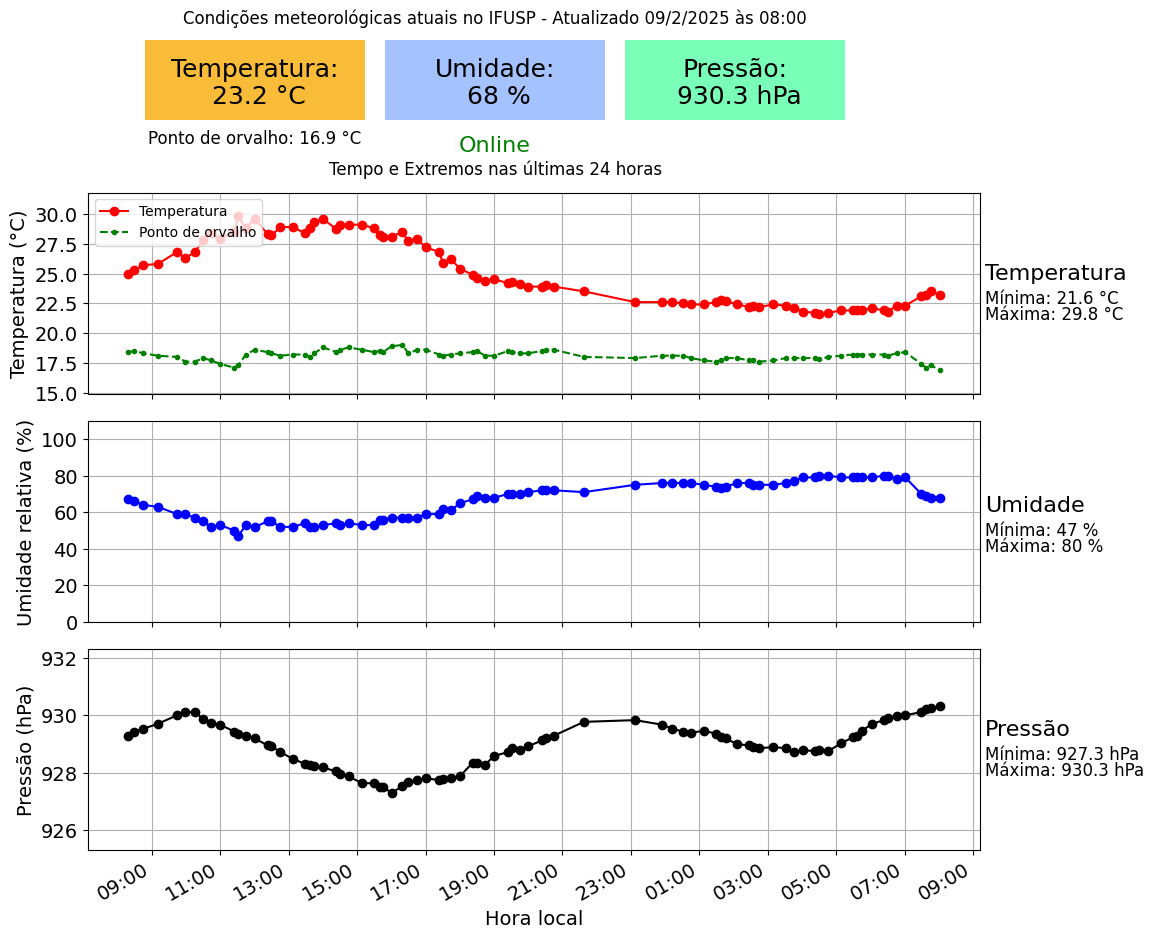 Condições meteorológicas atuais no IFUSP - Atualizado 09/2/2025 às 08:00
Temperatura:
23.2 °C
Umidade:
68 %
Pressão:
930.3 hPa
Ponto de orvalho: 16.9 °C
Online
Tempo e Extremos nas últimas 24 horas
Temperatura (°C)
30.0
27.5
25.0
22.5
20.0
17.5
15.0
Temperatura
Ponto de orvalho
Temperatura
Mínima: 21.6 °C
Máxima: 29.8 °C
Umidade relativa (%)
100
80
60
40
20
0
Umidade
Mínima: 47 %
Máxima: 80 %
Pressão (hPa)
932
930
928
926
Pressão
Mínima: 927.3 hPa
Máxima: 930.3 hPa
09:00 11:00 13:00 15:00 17:00 19:00 21:00 23:00 01:00 03:00 05:00 07:00 09:00
Hora local